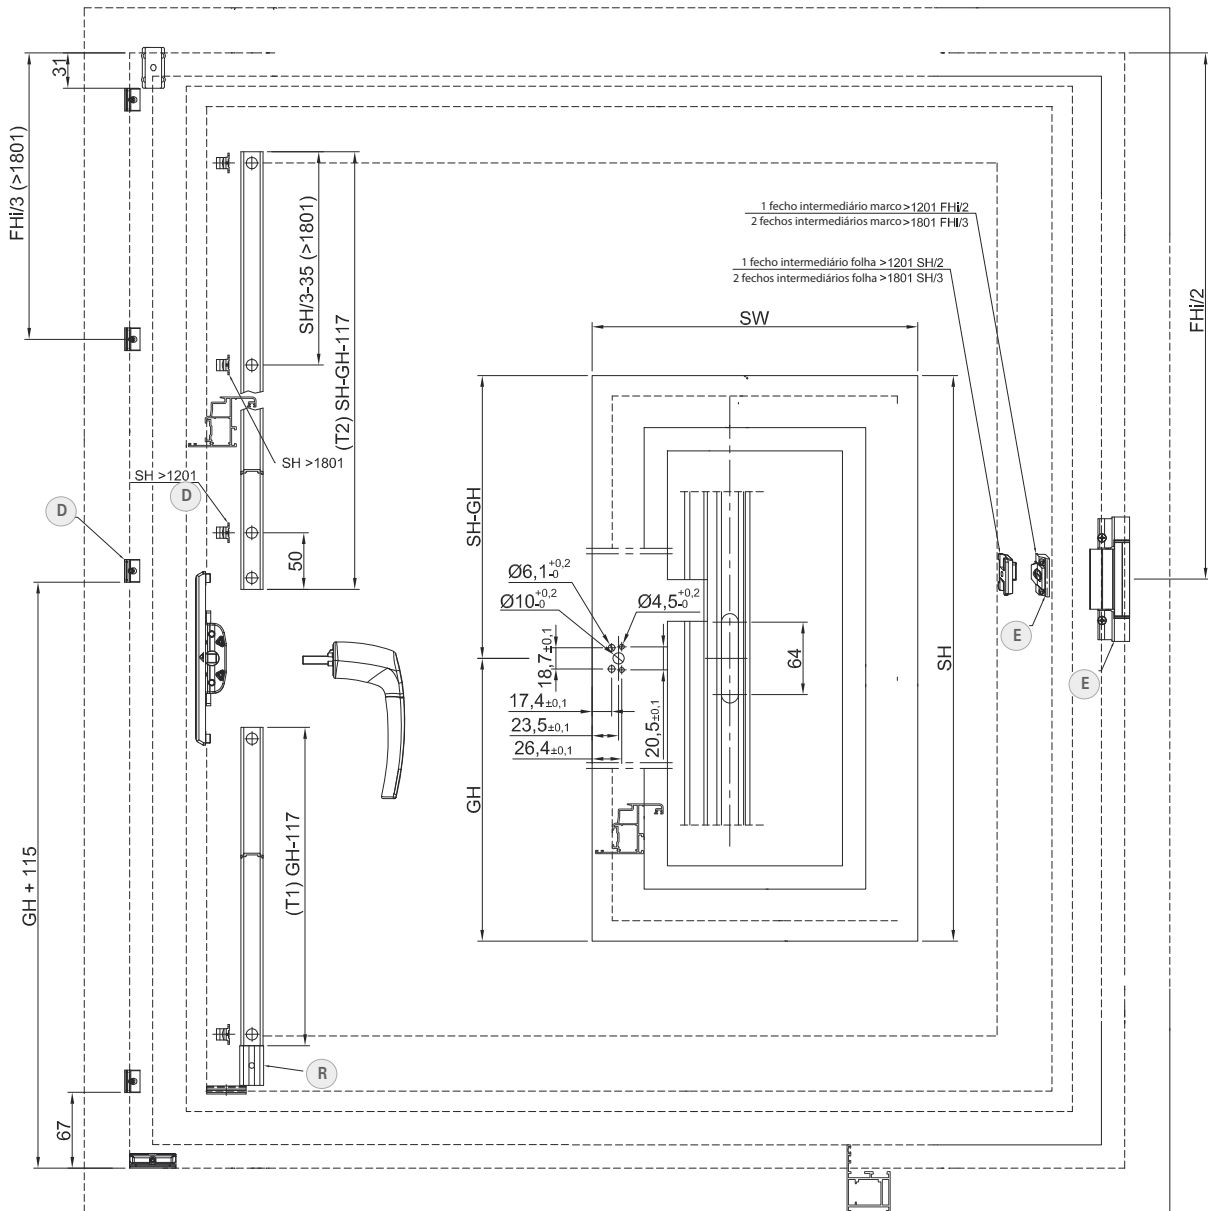 31
FHi/3 (>1801)
SH/3-35 (>1801)
(T2) SH-GH-117
1 fecho intermediário marco >1201 FHi/2
2 fechos intermediários marco >1801 FHi/3
1 fecho intermediário folha >1201 SH/2
2 fechos intermediários folha >1801 SH/3
FHi/2
SW
SH >1801
SH >1201
D
D
SH-GH
50
Ø6,1 +0,2 -0
Ø10 +0,2 -0
Ø4,5 +0,2 -0
18,7±0,1
17,4±0,1
23,5±0,1
26,4±0,1
20,5±0,1
64
SH
E
E
GH
GH + 115
(T1) GH-117
R
67